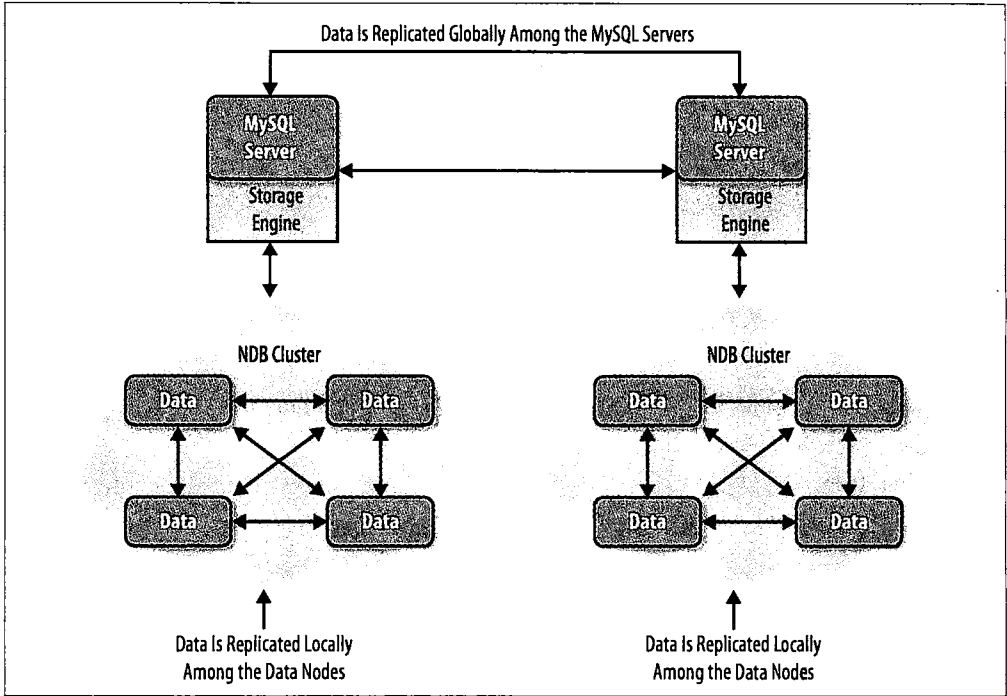 Data Is Replicated Globally Among the MySQL Servers
MySQL
Server
Storage
Engine
MySQL
Server
Storage
Engine
NDB Cluster
Data
Data
Data
Data
NDB Cluster
Data
Data
Data
Data
Data Is Replicated Locally
Among the Data Nodes
Data Is Replicated Locally
Among the Data Nodes